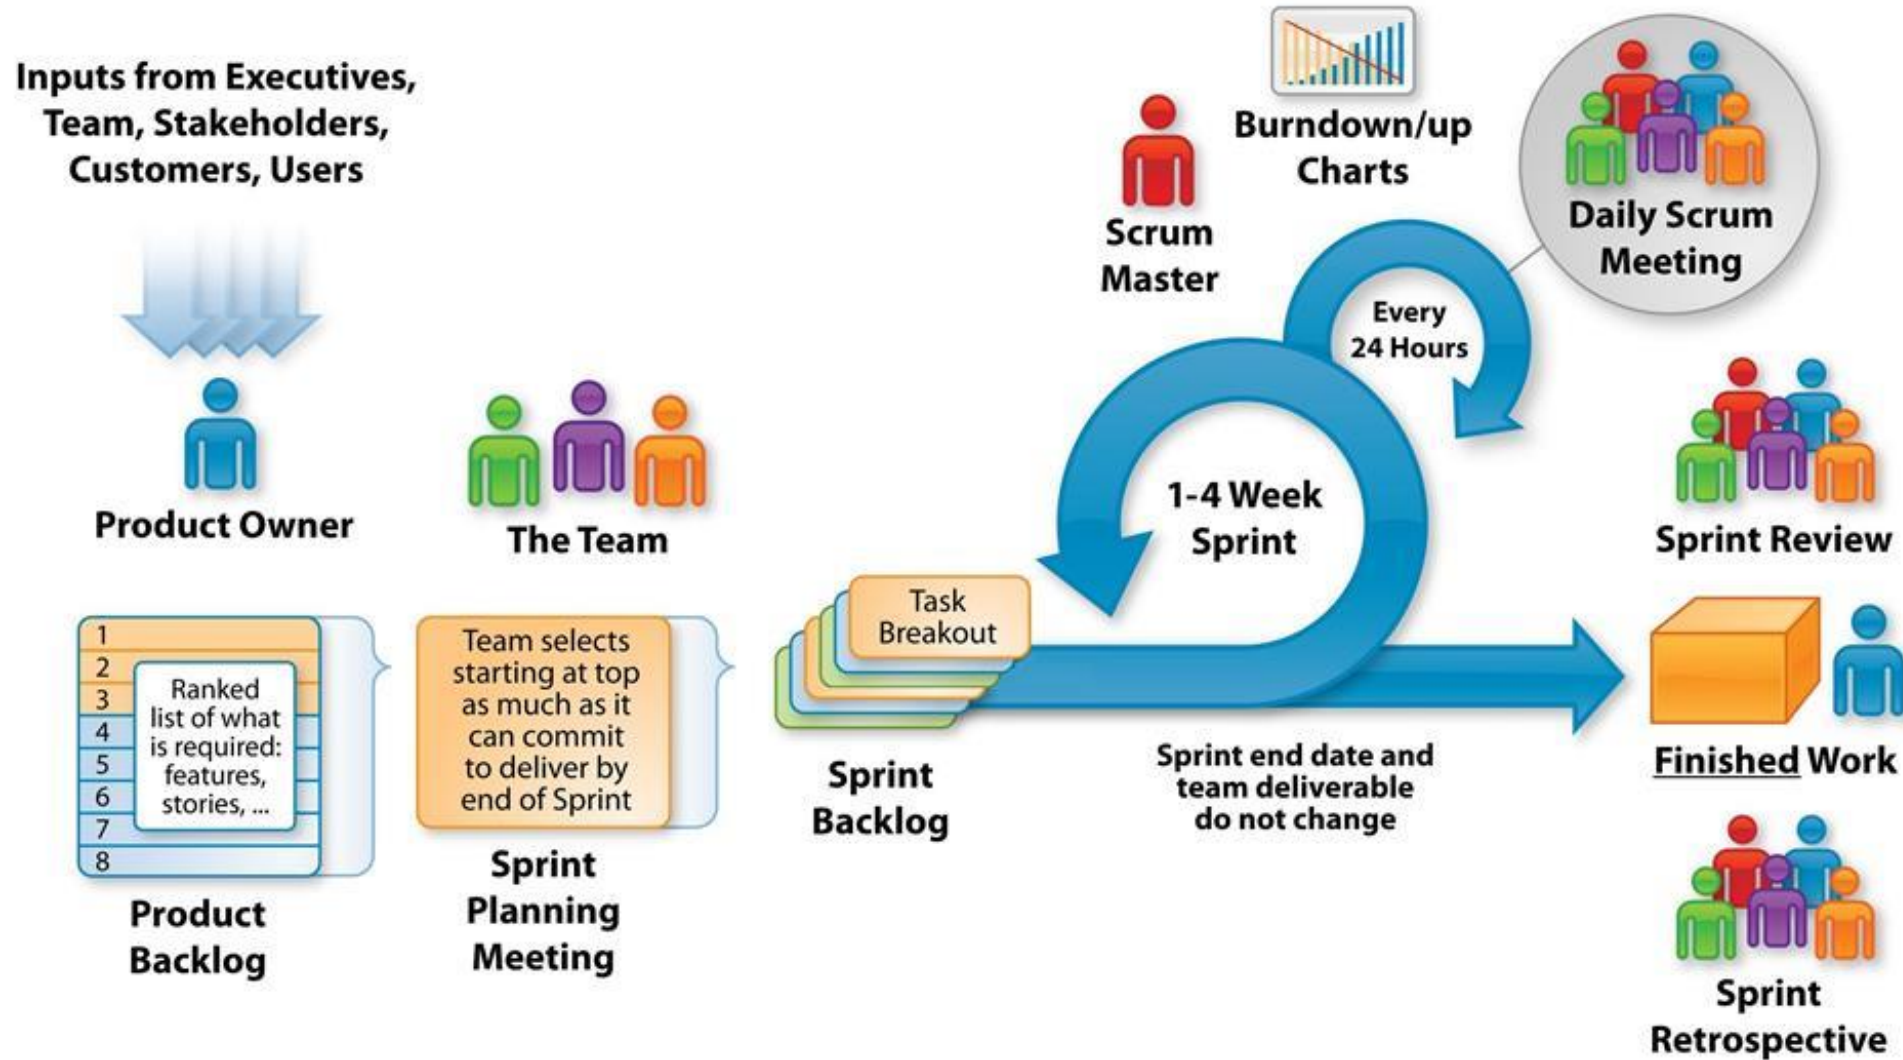 Inputs from Executives,
Team, Stakeholders,
Customers, Users
Product Owner
The Team
1
2
3
4
5
6
7
8
Ranked
list of what
is required:
features,
stories, ...
Product
Backlog
Team selects
starting at top
as much as it
can commit
to deliver by
end of Sprint
Sprint
Planning
Meeting
Task
Breakout
Sprint
Backlog
Scrum
Master
Burndown/up
Charts
Daily Scrum
Meeting
Every
24 Hours
1-4 Week
Sprint
Sprint end date and
team deliverable
do not change
Sprint Review
Finished Work
Sprint
Retrospective